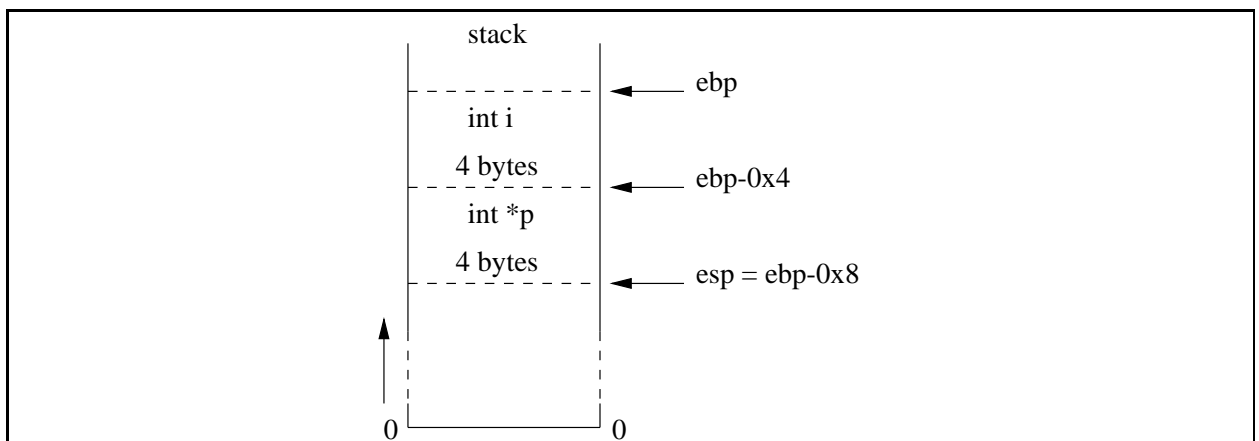 stack
ebp
int i
4 bytes
ebp-0x4
int *p
4 bytes
esp = ebp-0x8
0
0